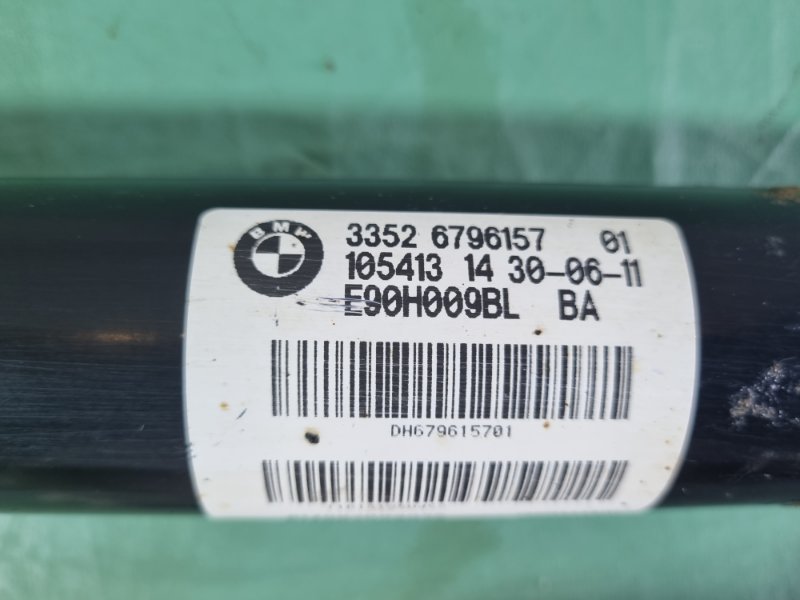 BMW
3352 6796157 01
105413 14 30-06-11
E90H009BL BA
DH679615701